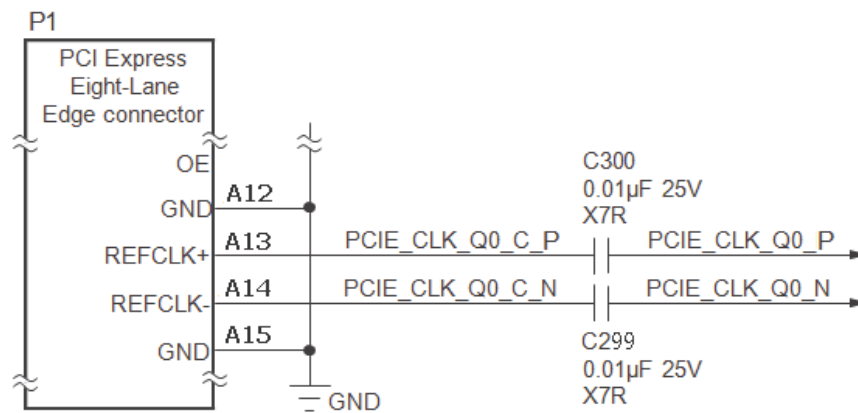 P1
PCI Express
Eight-Lane
Edge connector
OE
GND A12
REFCLK+ A13 PCIE_CLK_Q0_C_P
REFCLK- A14 PCIE_CLK_Q0_C_N
GND A15
GND
C300
0.01µF 25V
X7R
PCIE_CLK_Q0_P
PCIE_CLK_Q0_N
C299
0.01µF 25V
X7R